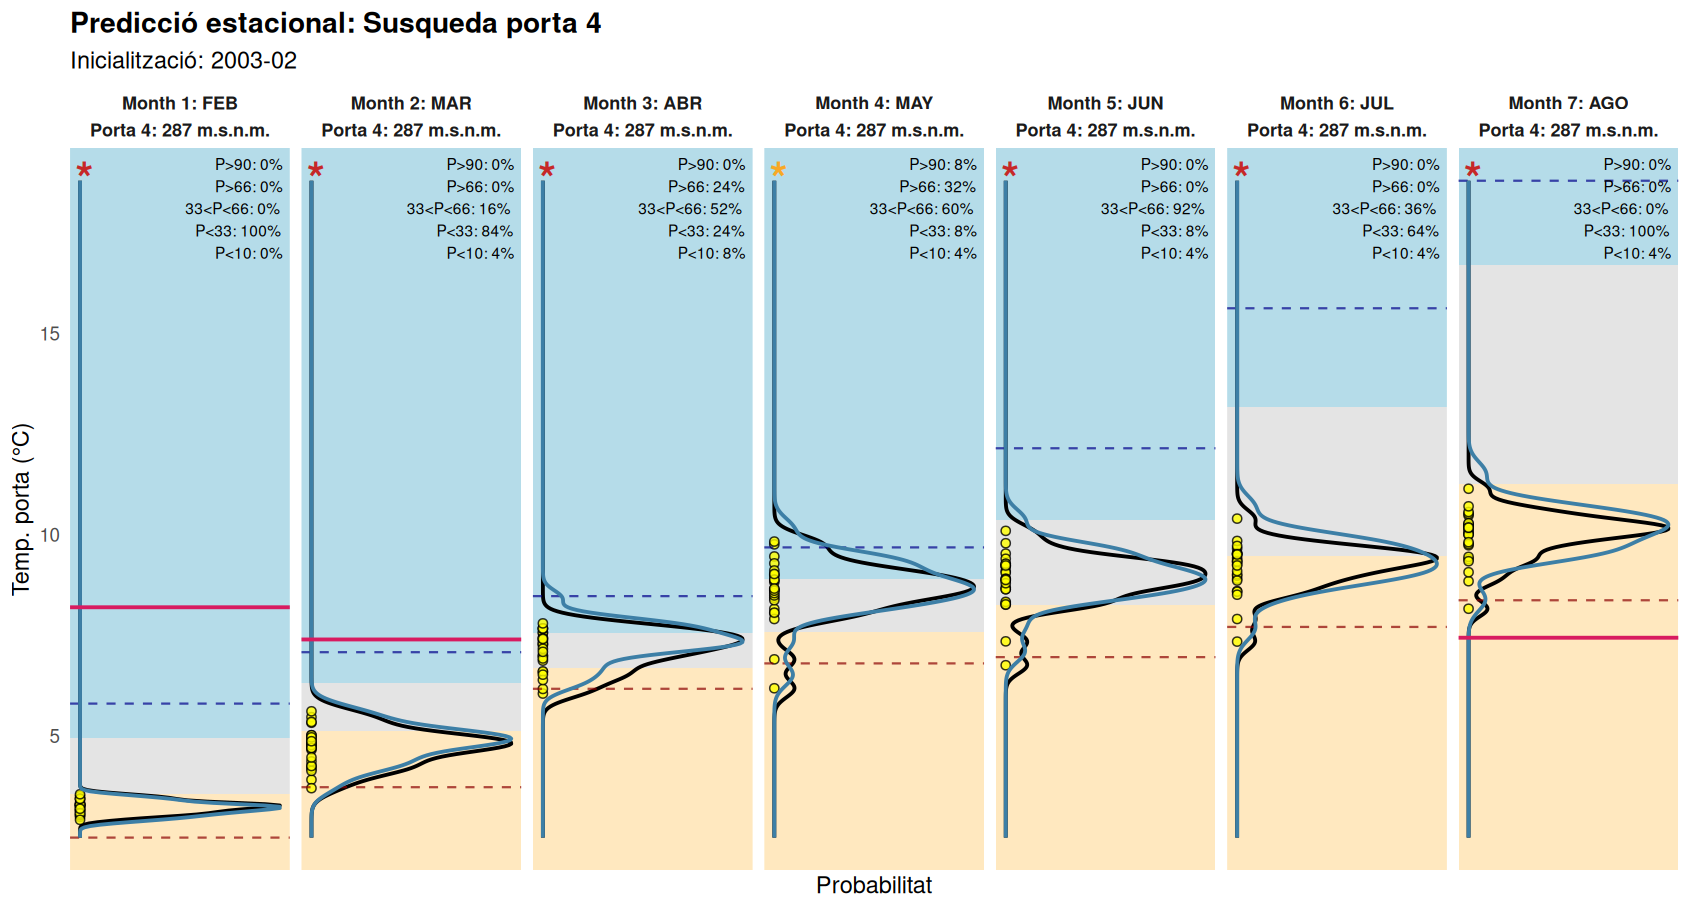 Predicció estacional: Susqueda porta 4
Inicialització: 2003-02
Month 1: FEB
Porta 4: 287 m.s.n.m.
Month 2: MAR
Porta 4: 287 m.s.n.m.
Month 3: ABR
Porta 4: 287 m.s.n.m.
Month 4: MAY
Porta 4: 287 m.s.n.m.
Month 5: JUN
Porta 4: 287 m.s.n.m.
Month 6: JUL
Porta 4: 287 m.s.n.m.
Month 7: AGO
Porta 4: 287 m.s.n.m.
*
P>90: 0%
P>66: 0%
33<P<66: 0%
P<33: 100%
P<10: 0%
*
P>90: 0%
P>66: 0%
33<P<66: 16%
P<33: 84%
P<10: 4%
*
P>90: 0%
P>66: 24%
33<P<66: 52%
P<33: 24%
P<10: 8%
*
P>90: 8%
P>66: 32%
33<P<66: 60%
P<33: 8%
P<10: 4%
*
P>90: 0%
P>66: 0%
33<P<66: 92%
P<33: 8%
P<10: 4%
*
P>90: 0%
P>66: 0%
33<P<66: 36%
P<33: 64%
P<10: 4%
*
P>90: 0%
P>66: 0%
33<P<66: 0%
P<33: 100%
P<10: 4%
15
10
5
Temp. porta (°C)
Probabilitat